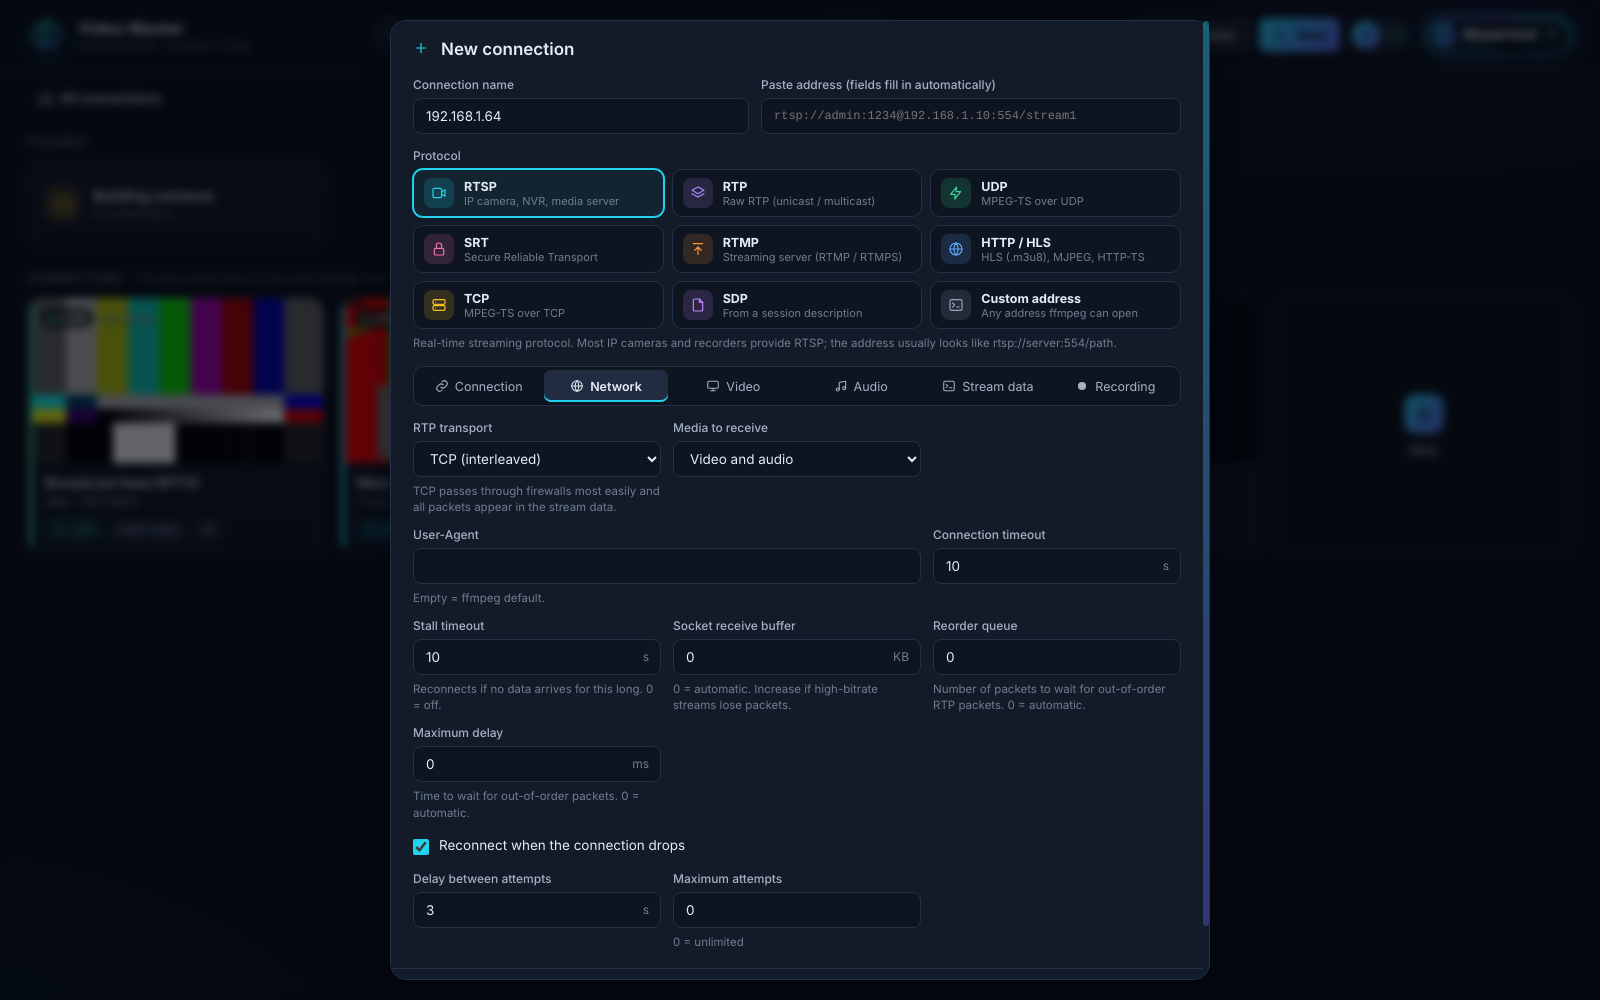 New connection
Connection name
Paste address (fields fill in automatically)
192.168.1.64
rtsp://admin:1234@192.168.1.10:554/stream1
Protocol
RTSP
IP camera, NVR, media server
RTP
Raw RTP (unicast / multicast)
UDP
MPEG-TS over UDP
SRT
Secure Reliable Transport
RTMP
Streaming server (RTMP / RTMPS)
HTTP / HLS
HLS (.m3u8), MJPEG, HTTP-TS
TCP
MPEG-TS over TCP
SDP
From a session description
Custom address
Any address ffmpeg can open
Real-time streaming protocol. Most IP cameras and recorders provide RTSP; the address usually looks like rtsp://server:554/path.
Connection
Network
Video
Audio
Stream data
Recording
RTP transport
Media to receive
TCP (interleaved)
Video and audio
TCP passes through firewalls most easily and
all packets appear in the stream data.
User-Agent
Connection timeout
10 s
Empty = ffmpeg default.
Stall timeout
Socket receive buffer
Reorder queue
10 s
0 KB
0
Reconnects if no data arrives for this long. 0
= off.
0 = automatic. Increase if high-bitrate
streams lose packets.
Number of packets to wait for out-of-order
RTP packets. 0 = automatic.
Maximum delay
0 ms
Time to wait for out-of-order packets. 0 =
automatic.
Reconnect when the connection drops
Delay between attempts
Maximum attempts
3 s
0
0 = unlimited
Video Master
All connections
Building cameras